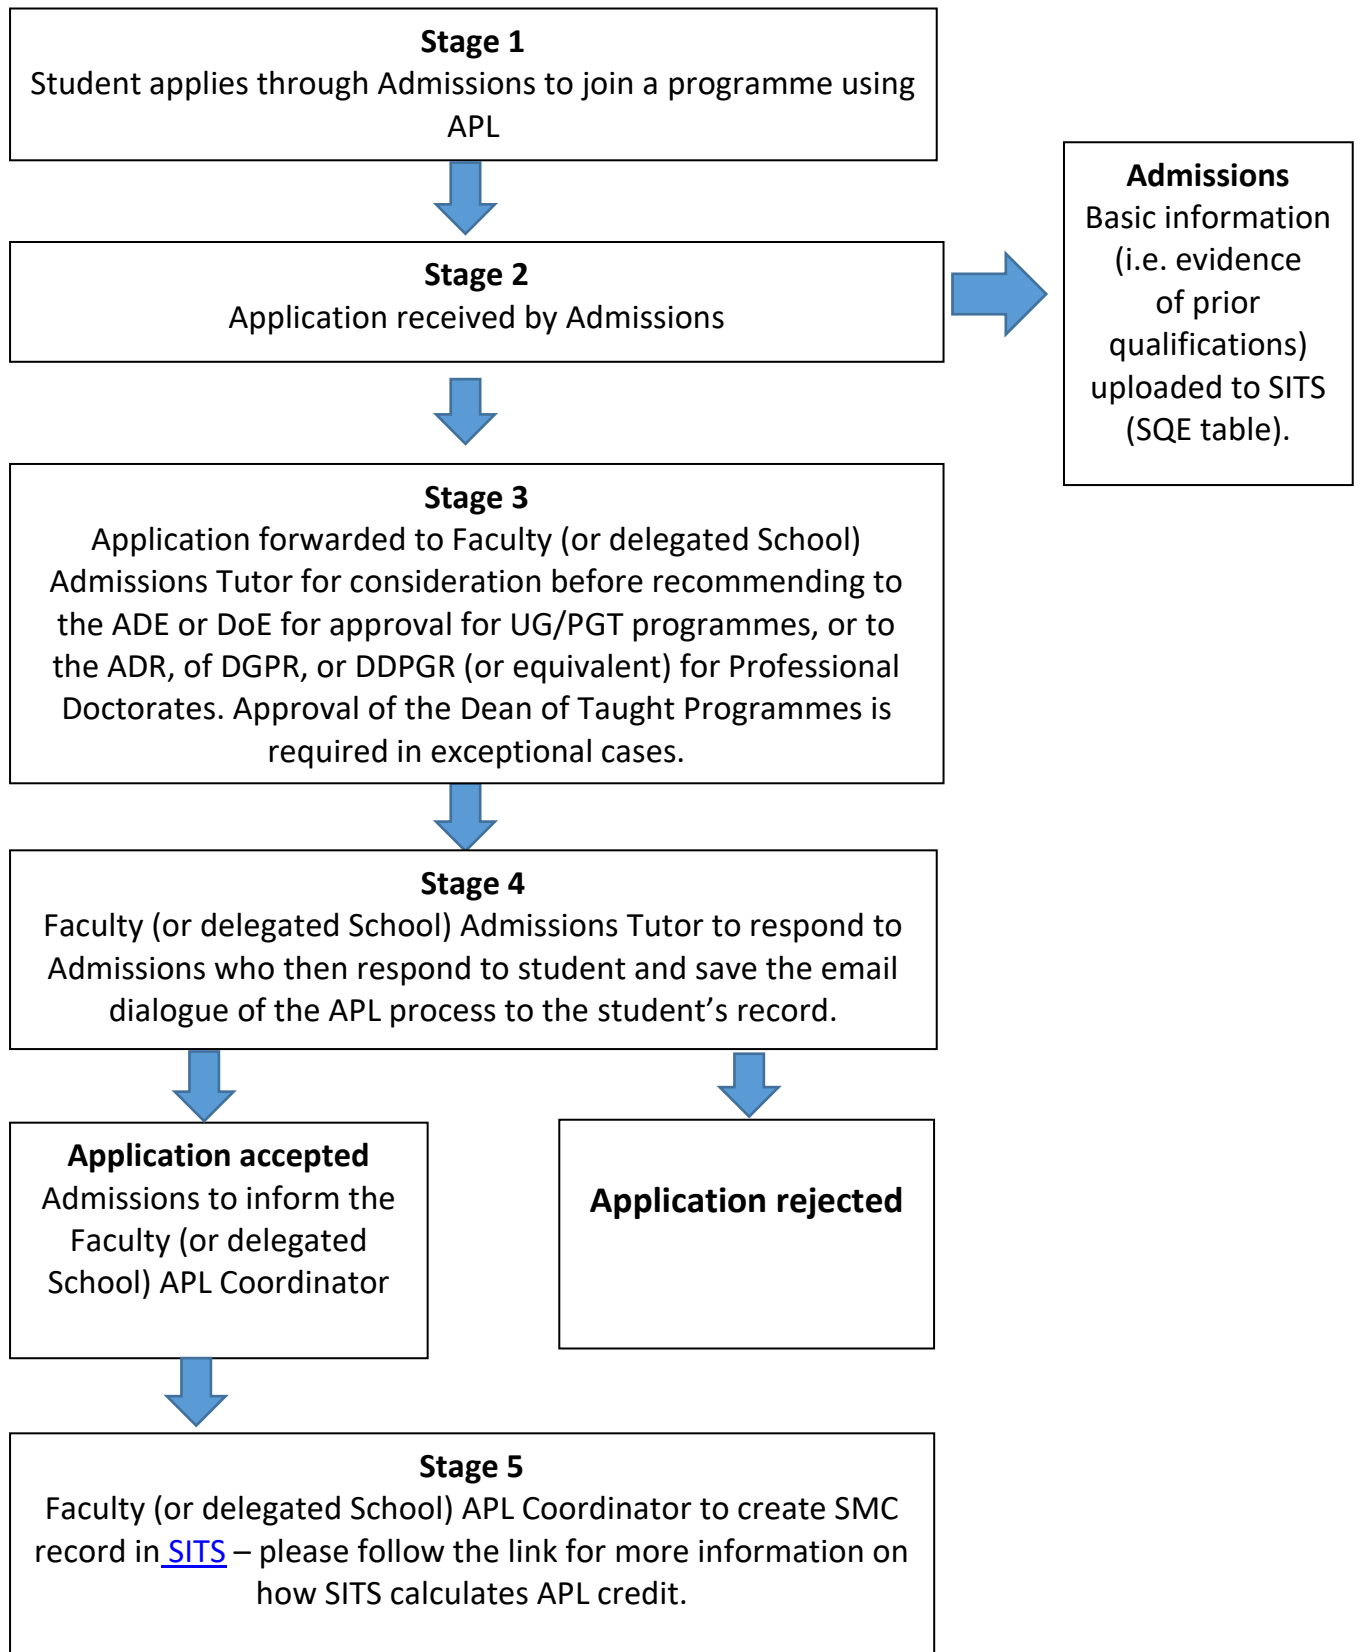 Stage 1
Student applies through Admissions to join a programme using
APL
Stage 2
Application received by Admissions
Admissions
Basic information
(i.e. evidence
of prior
qualifications)
uploaded to SITS
(SQE table).
Stage 3
Application forwarded to Faculty (or delegated School)
Admissions Tutor for consideration before recommending to
the ADE or DoE for approval for UG/PGT programmes, or to
the ADR, of DGPR, or DDPGR (or equivalent) for Professional
Doctorates. Approval of the Dean of Taught Programmes is
required in exceptional cases.
Stage 4
Faculty (or delegated School) Admissions Tutor to respond to
Admissions who then respond to student and save the email
dialogue of the APL process to the student’s record.
Application accepted
Admissions to inform the
Faculty (or delegated
School) APL Coordinator
Application rejected
Stage 5
Faculty (or delegated School) APL Coordinator to create SMC
record in SITS – please follow the link for more information on
how SITS calculates APL credit.